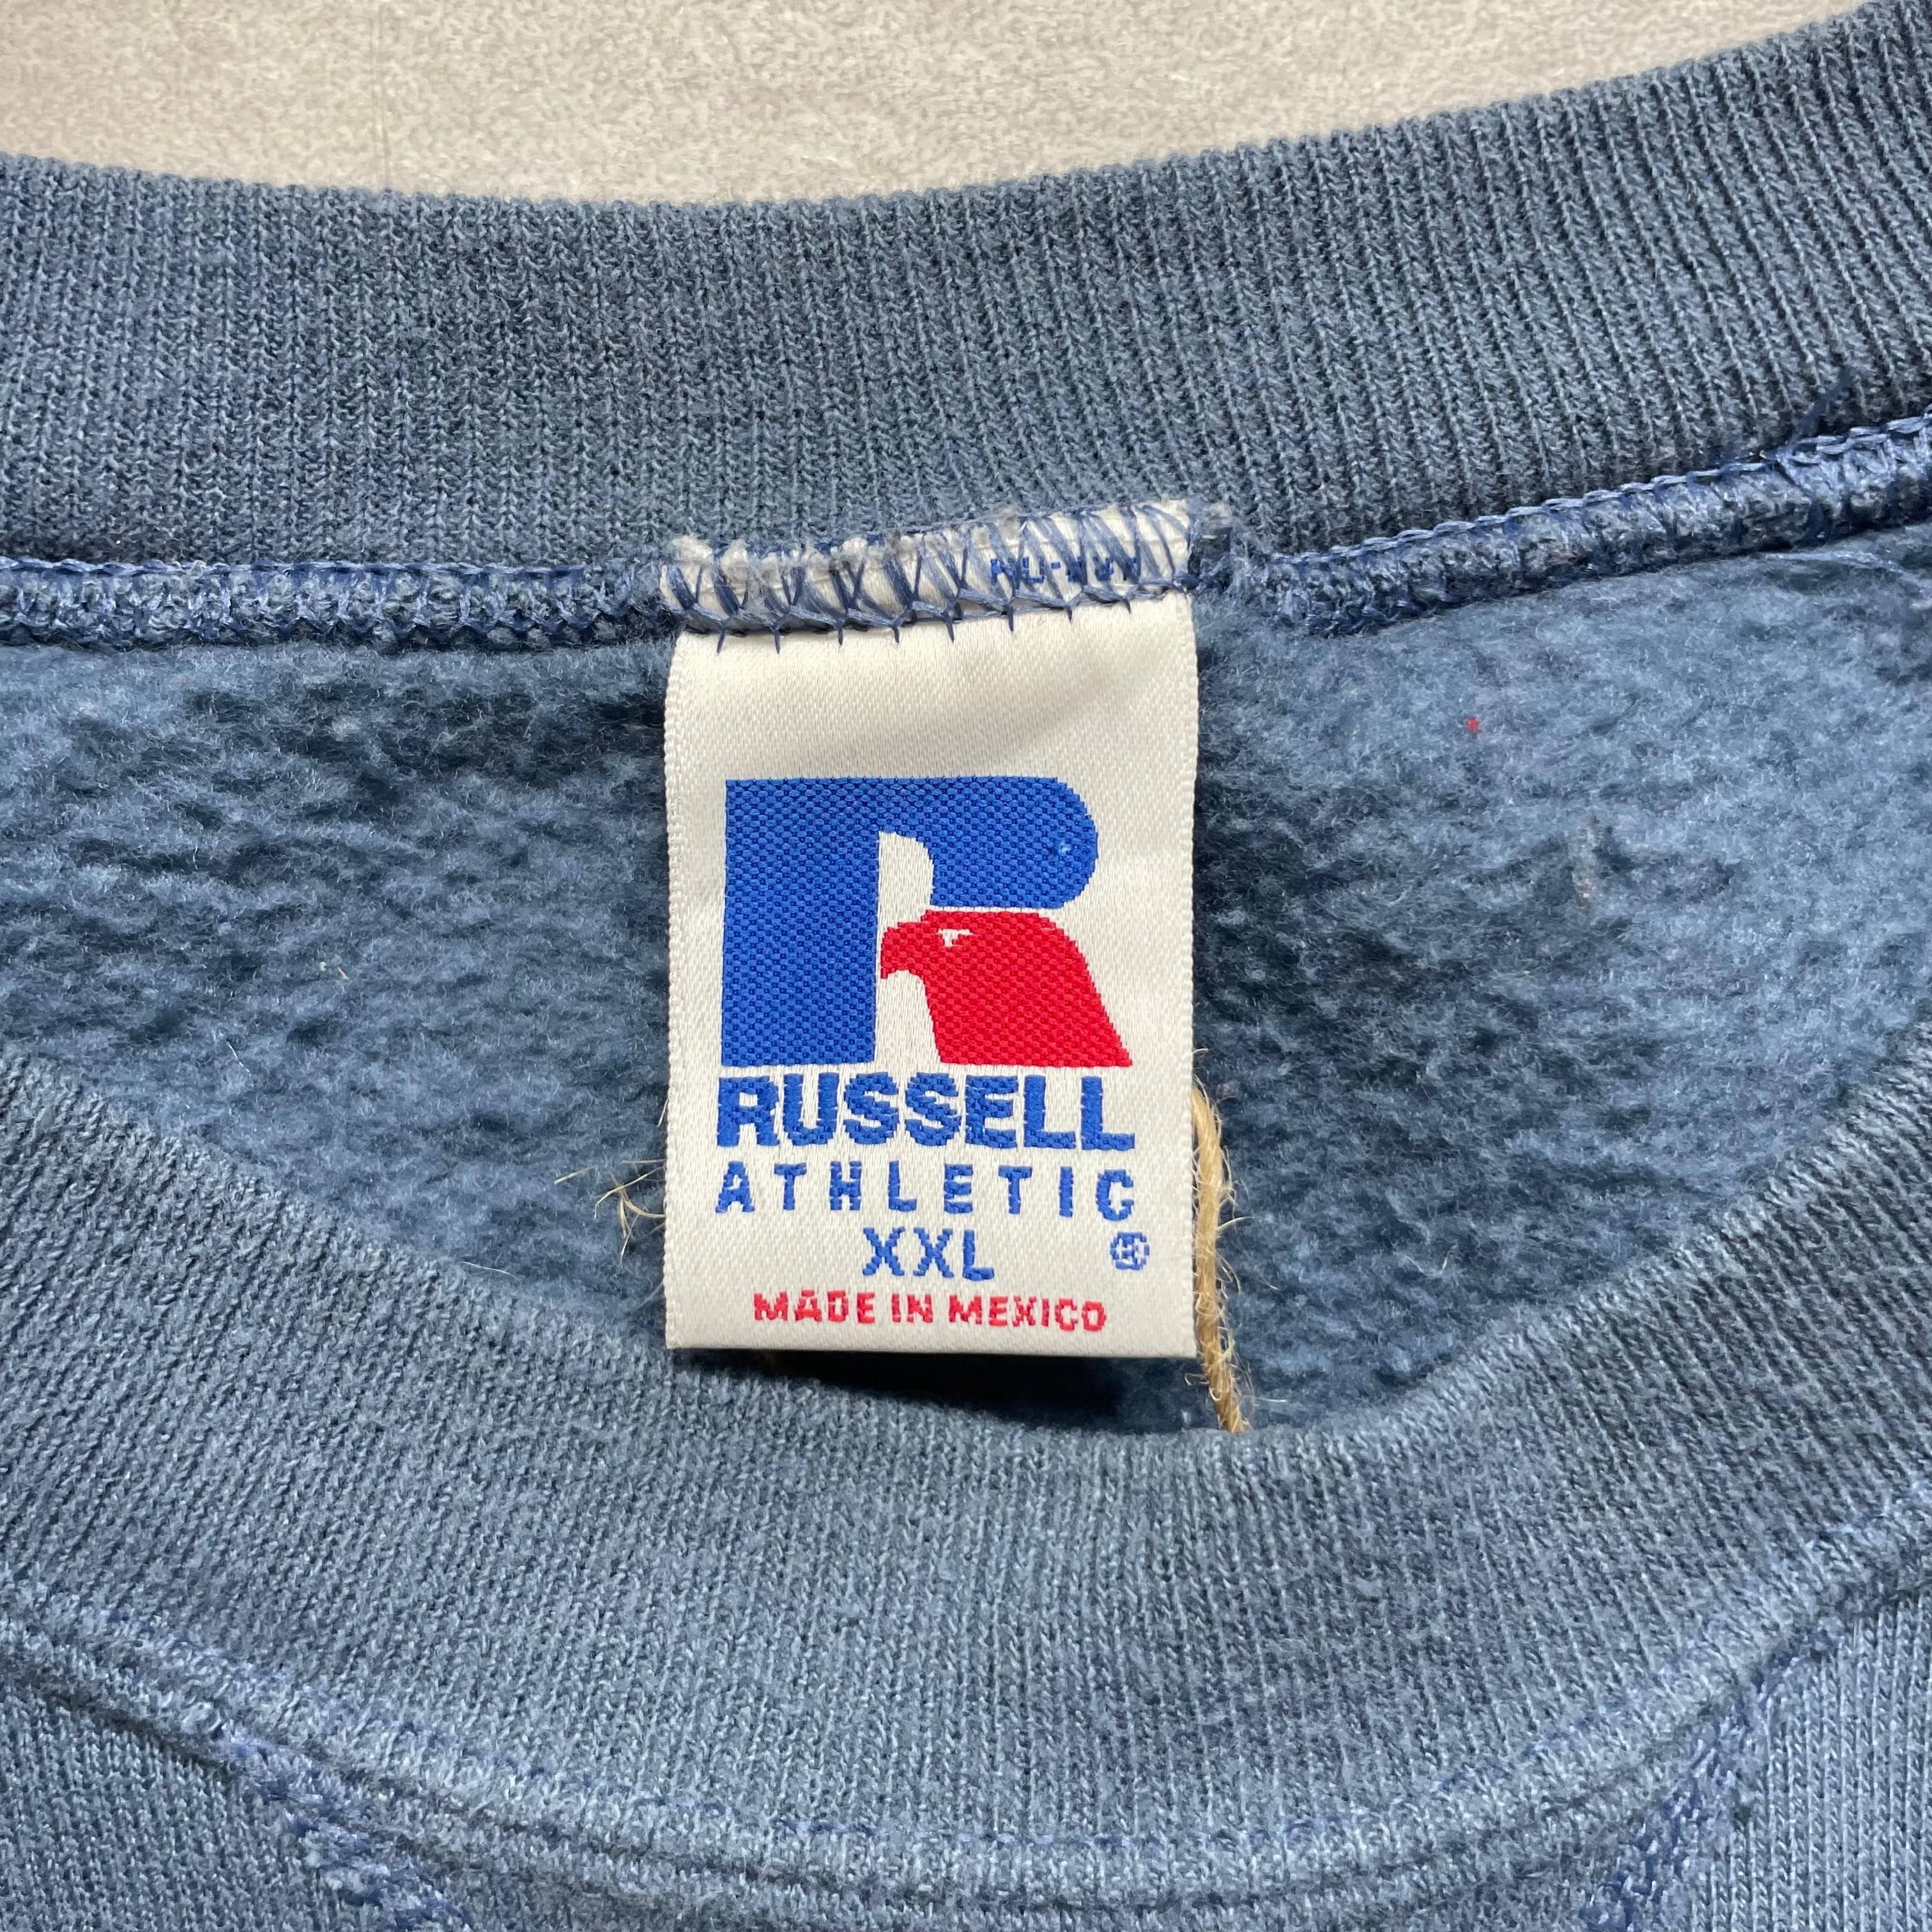 RUSSELL
ATHLETIC
XXL ®
MADE IN MEXICO